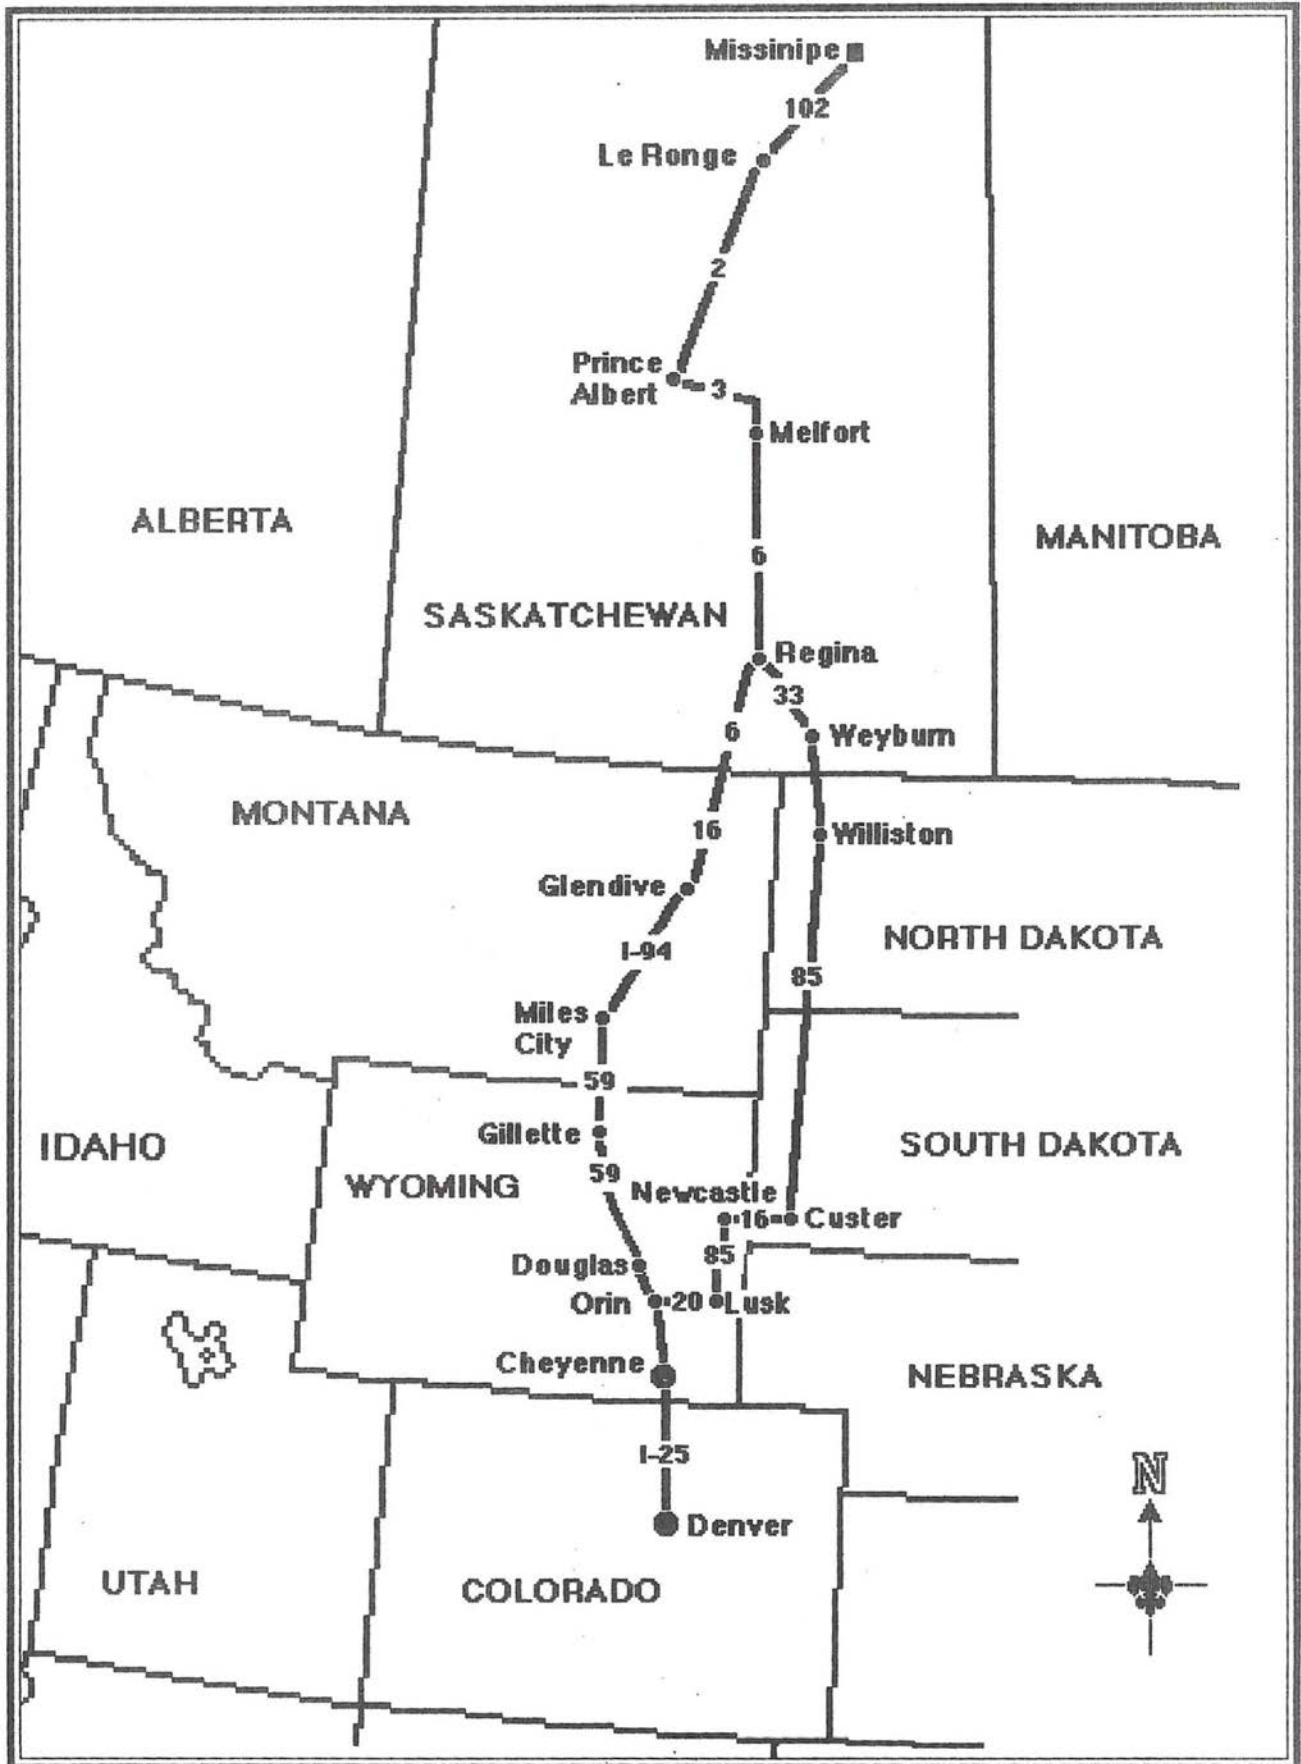 Missinipe
102
Le Ronge
2
Prince
Albert
3
Melfort
ALBERTA
MANITOBA
6
SASKATCHEWAN
Regina
33
6
Weyburn
MONTANA
16
Williston
Glendive
NORTH DAKOTA
I-94
85
Miles
City
59
Gillette
IDAHO
SOUTH DAKOTA
59
WYOMING
Newcastle
16
Custer
85
Douglas
Orin
20
Lusk
Cheyenne
NEBRASKA
I-25
N
Denver
UTAH
COLORADO